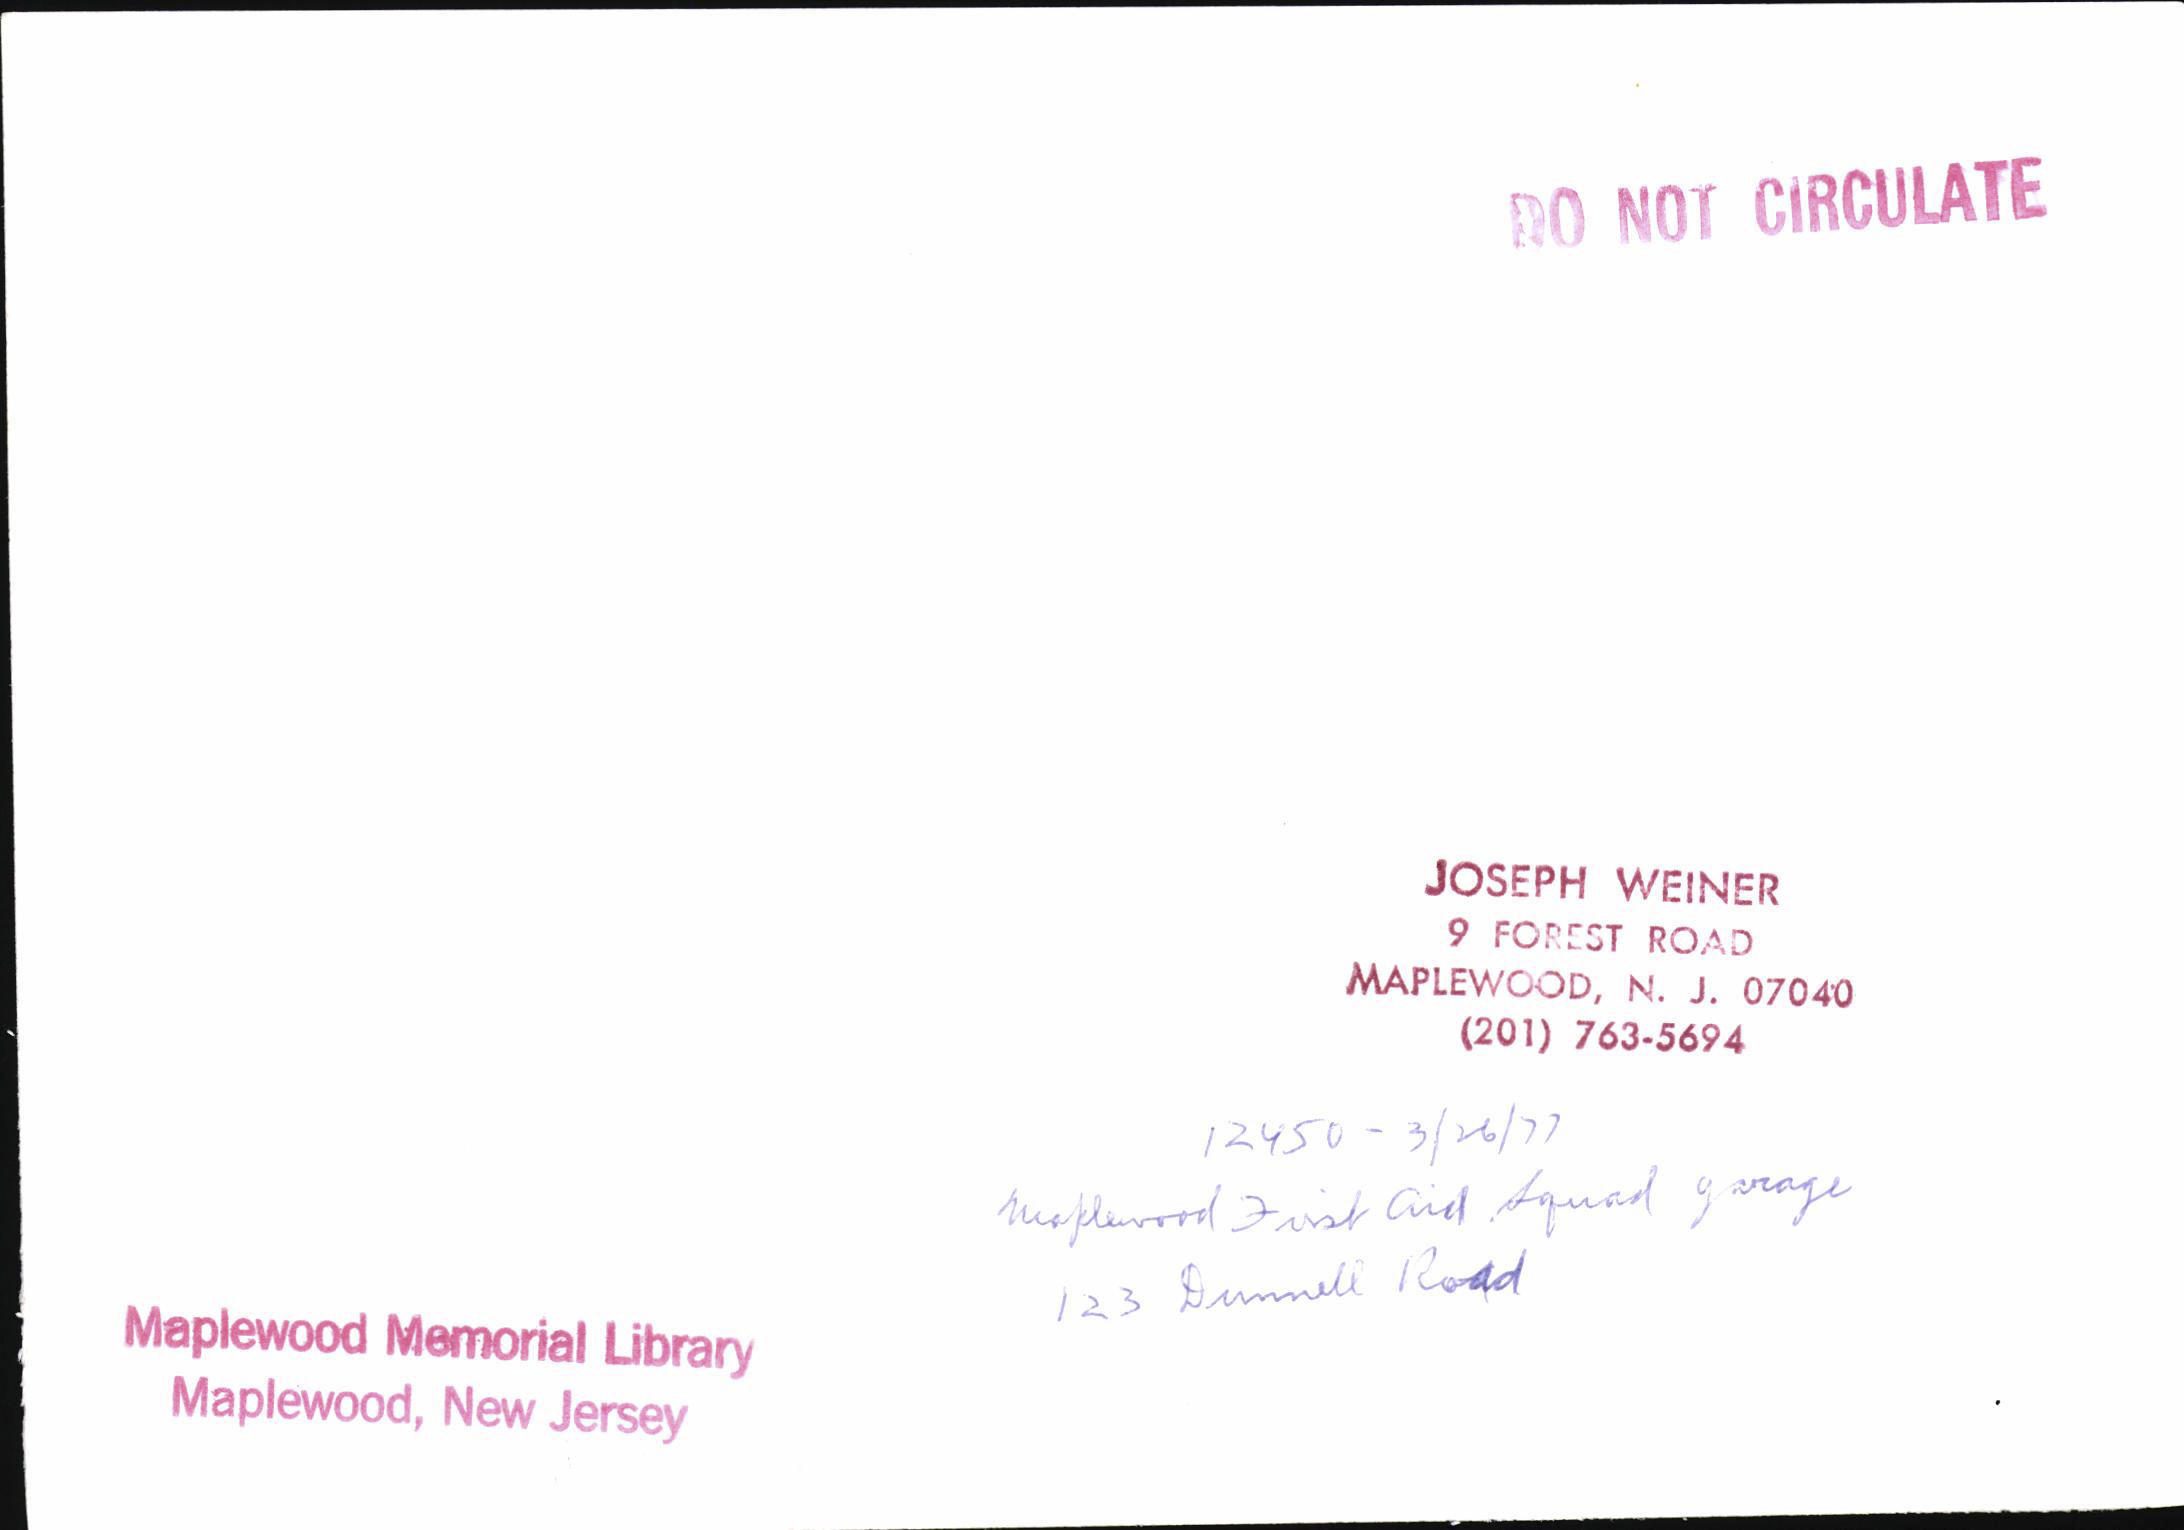 DO NOT CIRCULATE
JOSEPH WEINER
9 FOREST ROAD
MAPLEWOOD, N. J. 07040
(201) 763-5694
12450 - 3/26/77
Maplewood First Aid Squad garage
123 Dunnell Road
Maplewood Memorial Library
Maplewood, New Jersey